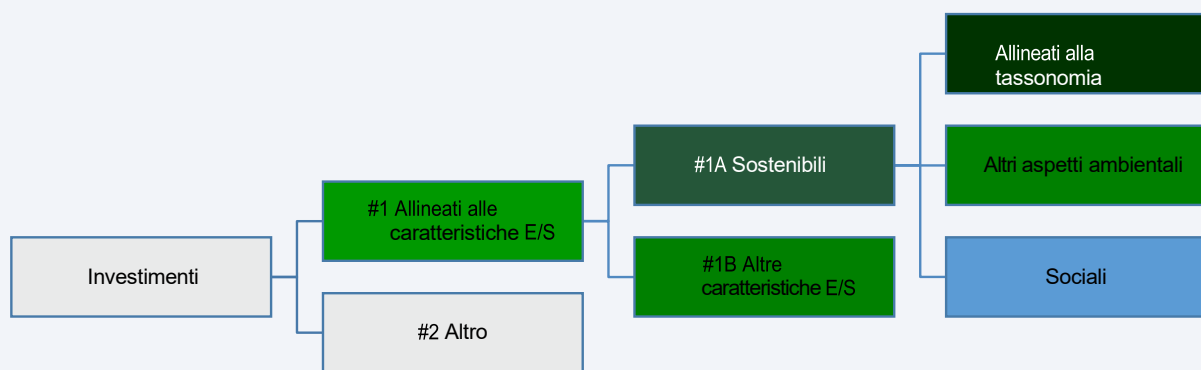 Investimenti
#1 Allineati alle
caratteristiche E/S
#2 Altro
#1A Sostenibili
#1B Altre
caratteristiche E/S
Allineati alla
tassonomia
Altri aspetti ambientali
Sociali